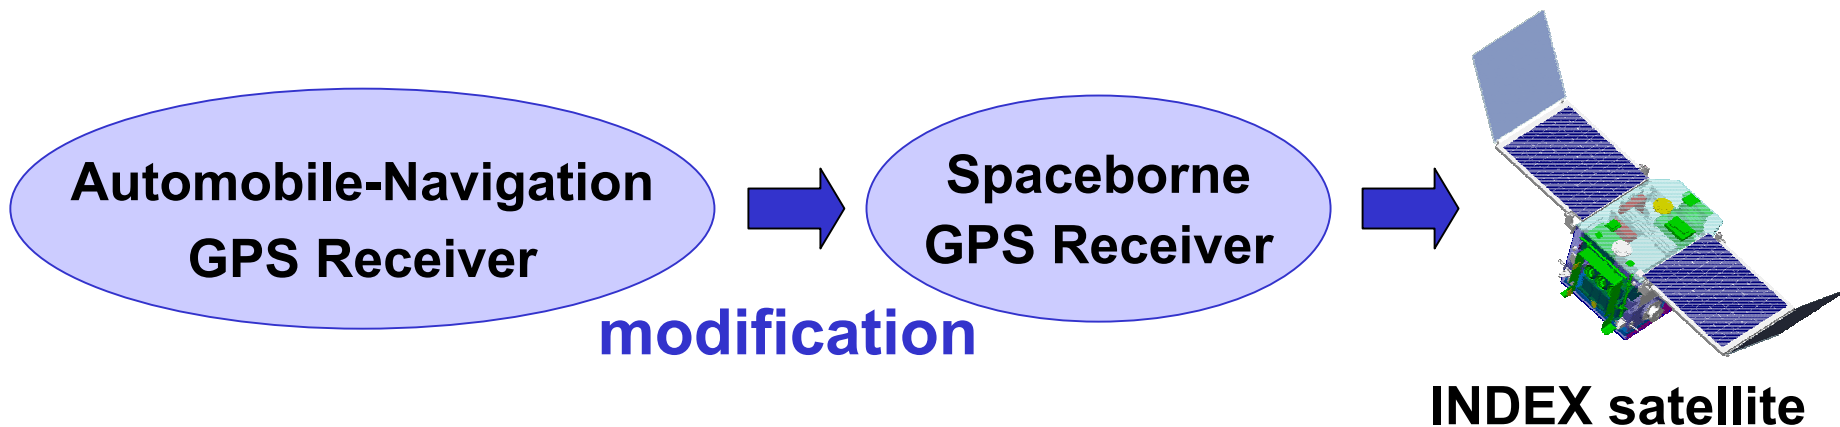 Automobile-Navigation
GPS Receiver
Spaceborne
GPS Receiver
modification
INDEX satellite